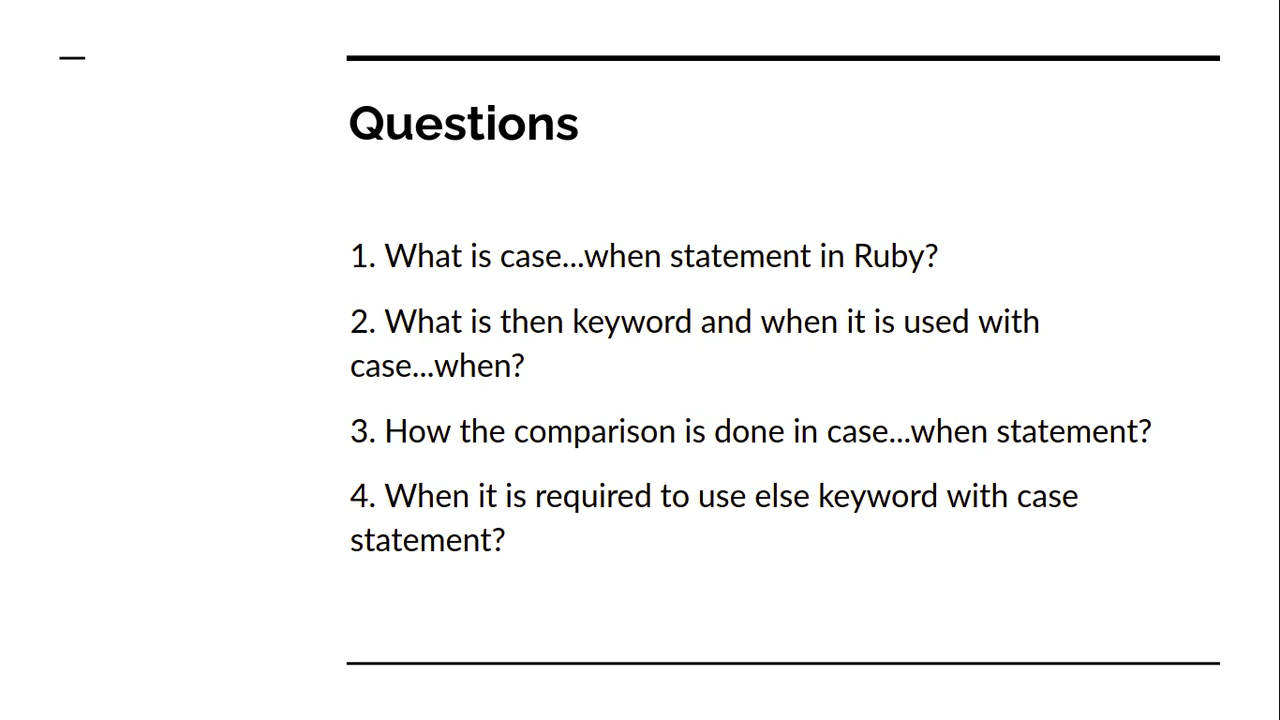 Questions
1. What is case...when statement in Ruby?
2. What is then keyword and when it is used with
case...when?
3. How the comparison is done in case...when statement?
4. When it is required to use else keyword with case
statement?